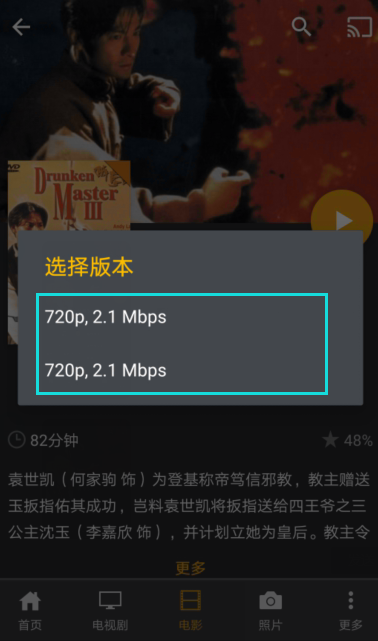 DVD
Drunken
Master
III
选择版本
720p, 2.1 Mbps
720p, 2.1 Mbps
82分钟
48%
袁世凯（何家驹 饰）为登基称帝笃信邪教，教主赠送
玉扳指佑其成功，岂料袁世凯将扳指送给四王爷之三
公主沈玉（李嘉欣 饰），并计划立她为皇后。教主令
更多
首页
电视剧
电影
照片
更多